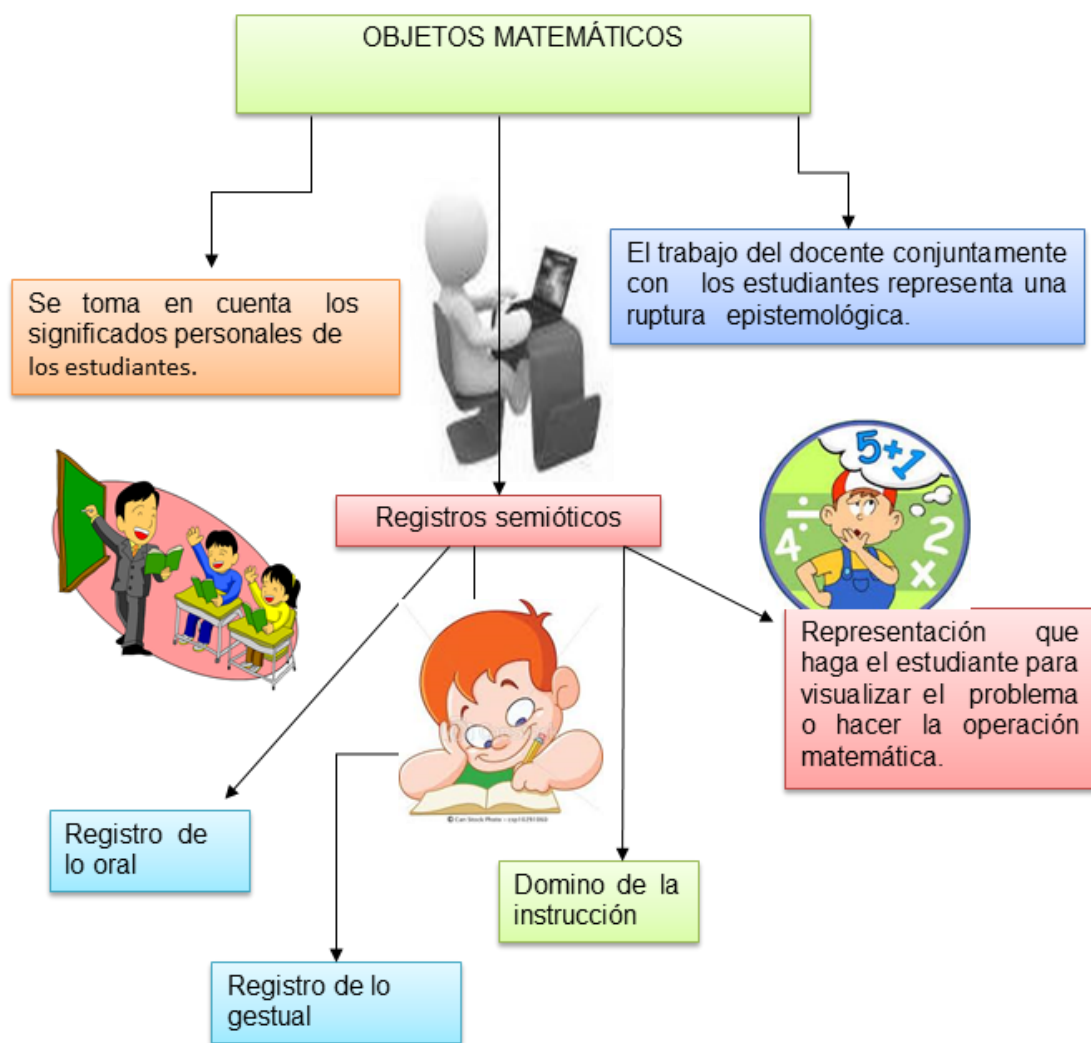 OBJETOS MATEMÁTICOS
El trabajo del docente conjuntamente
con los estudiantes representa una
ruptura epistemológica.
Se toma en cuenta los
significados personales de
los estudiantes.
5+1
÷
4
2
x
Registros semióticos
Representación que
haga el estudiante para
visualizar el problema
o hacer la operación
matemática.
Registro de
lo oral
Domino de la
instrucción
Registro de lo
gestual